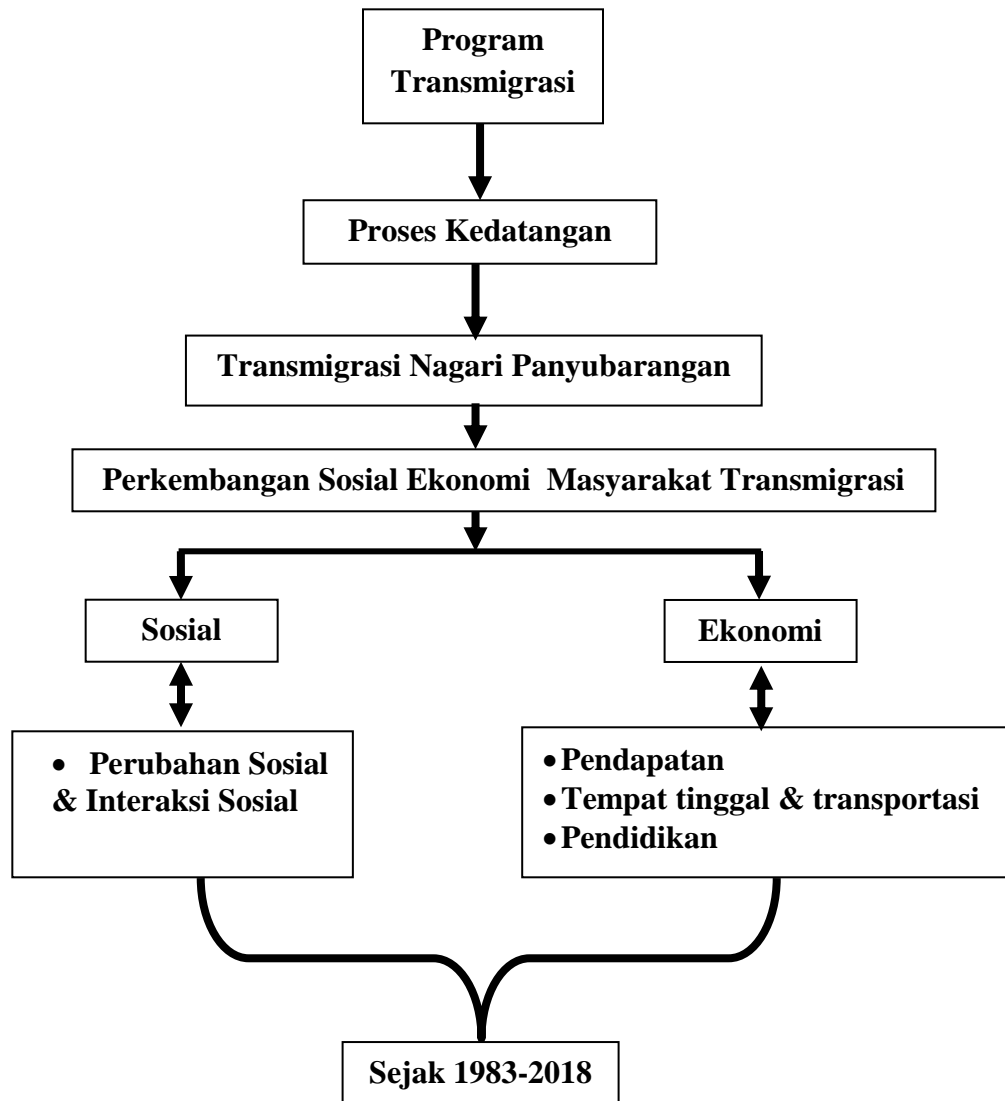 Program
Transmigrasi
Proses Kedatangan
Transmigrasi Nagari Panyubarangan
Perkembangan Sosial Ekonomi Masyarakat Transmigrasi
Sosial
Ekonomi
• Perubahan Sosial
& Interaksi Sosial
• Pendapatan
• Tempat tinggal & transportasi
• Pendidikan
Sejak 1983-2018